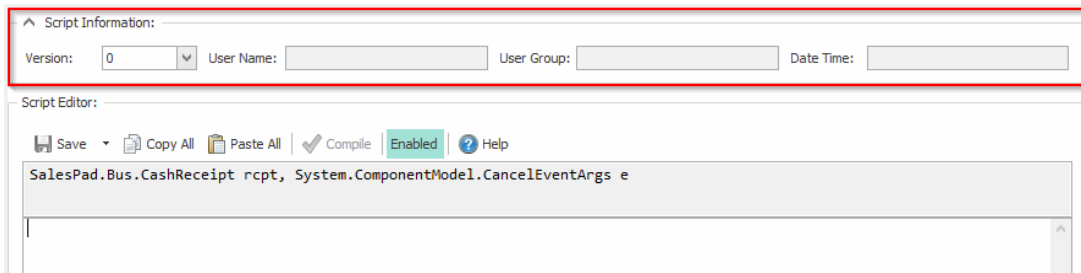 Script Information:
Version: 0 User Name: User Group: Date Time:
Script Editor:
Save Copy All Paste All Compile Enabled Help
SalesPad.Bus.CashReceipt rcpt, System.ComponentModel.CancelEventArgs e